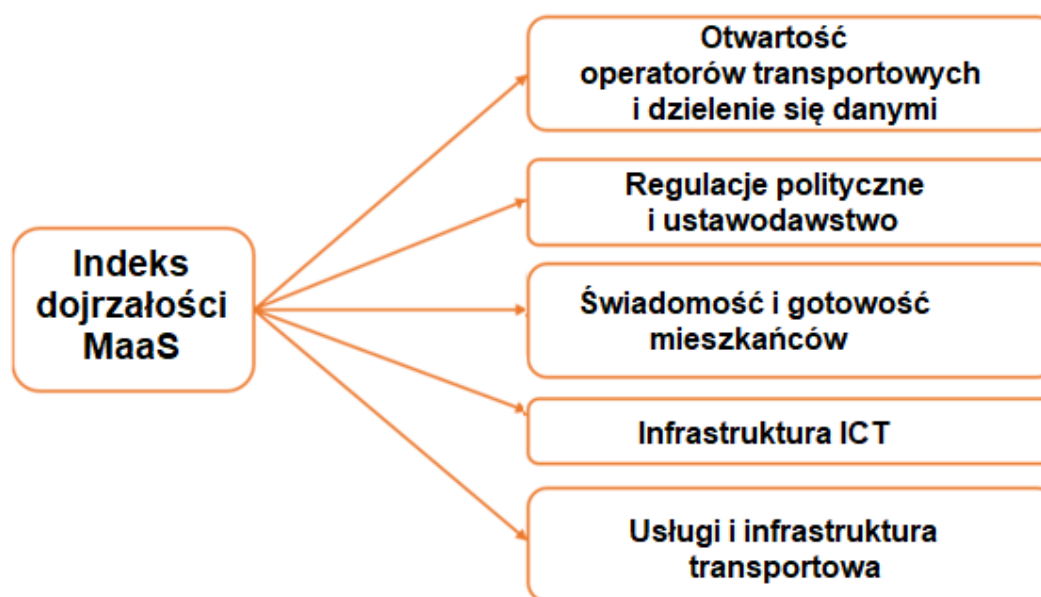 Indeks
dojrzałości
MaaS
Otwartość
operatorów transportowych
i dzielenie się danymi
Regulacje polityczne
i ustawodawstwo
Świadomość i gotowość
mieszkańców
Infrastruktura ICT
Usługi i infrastruktura
transportowa